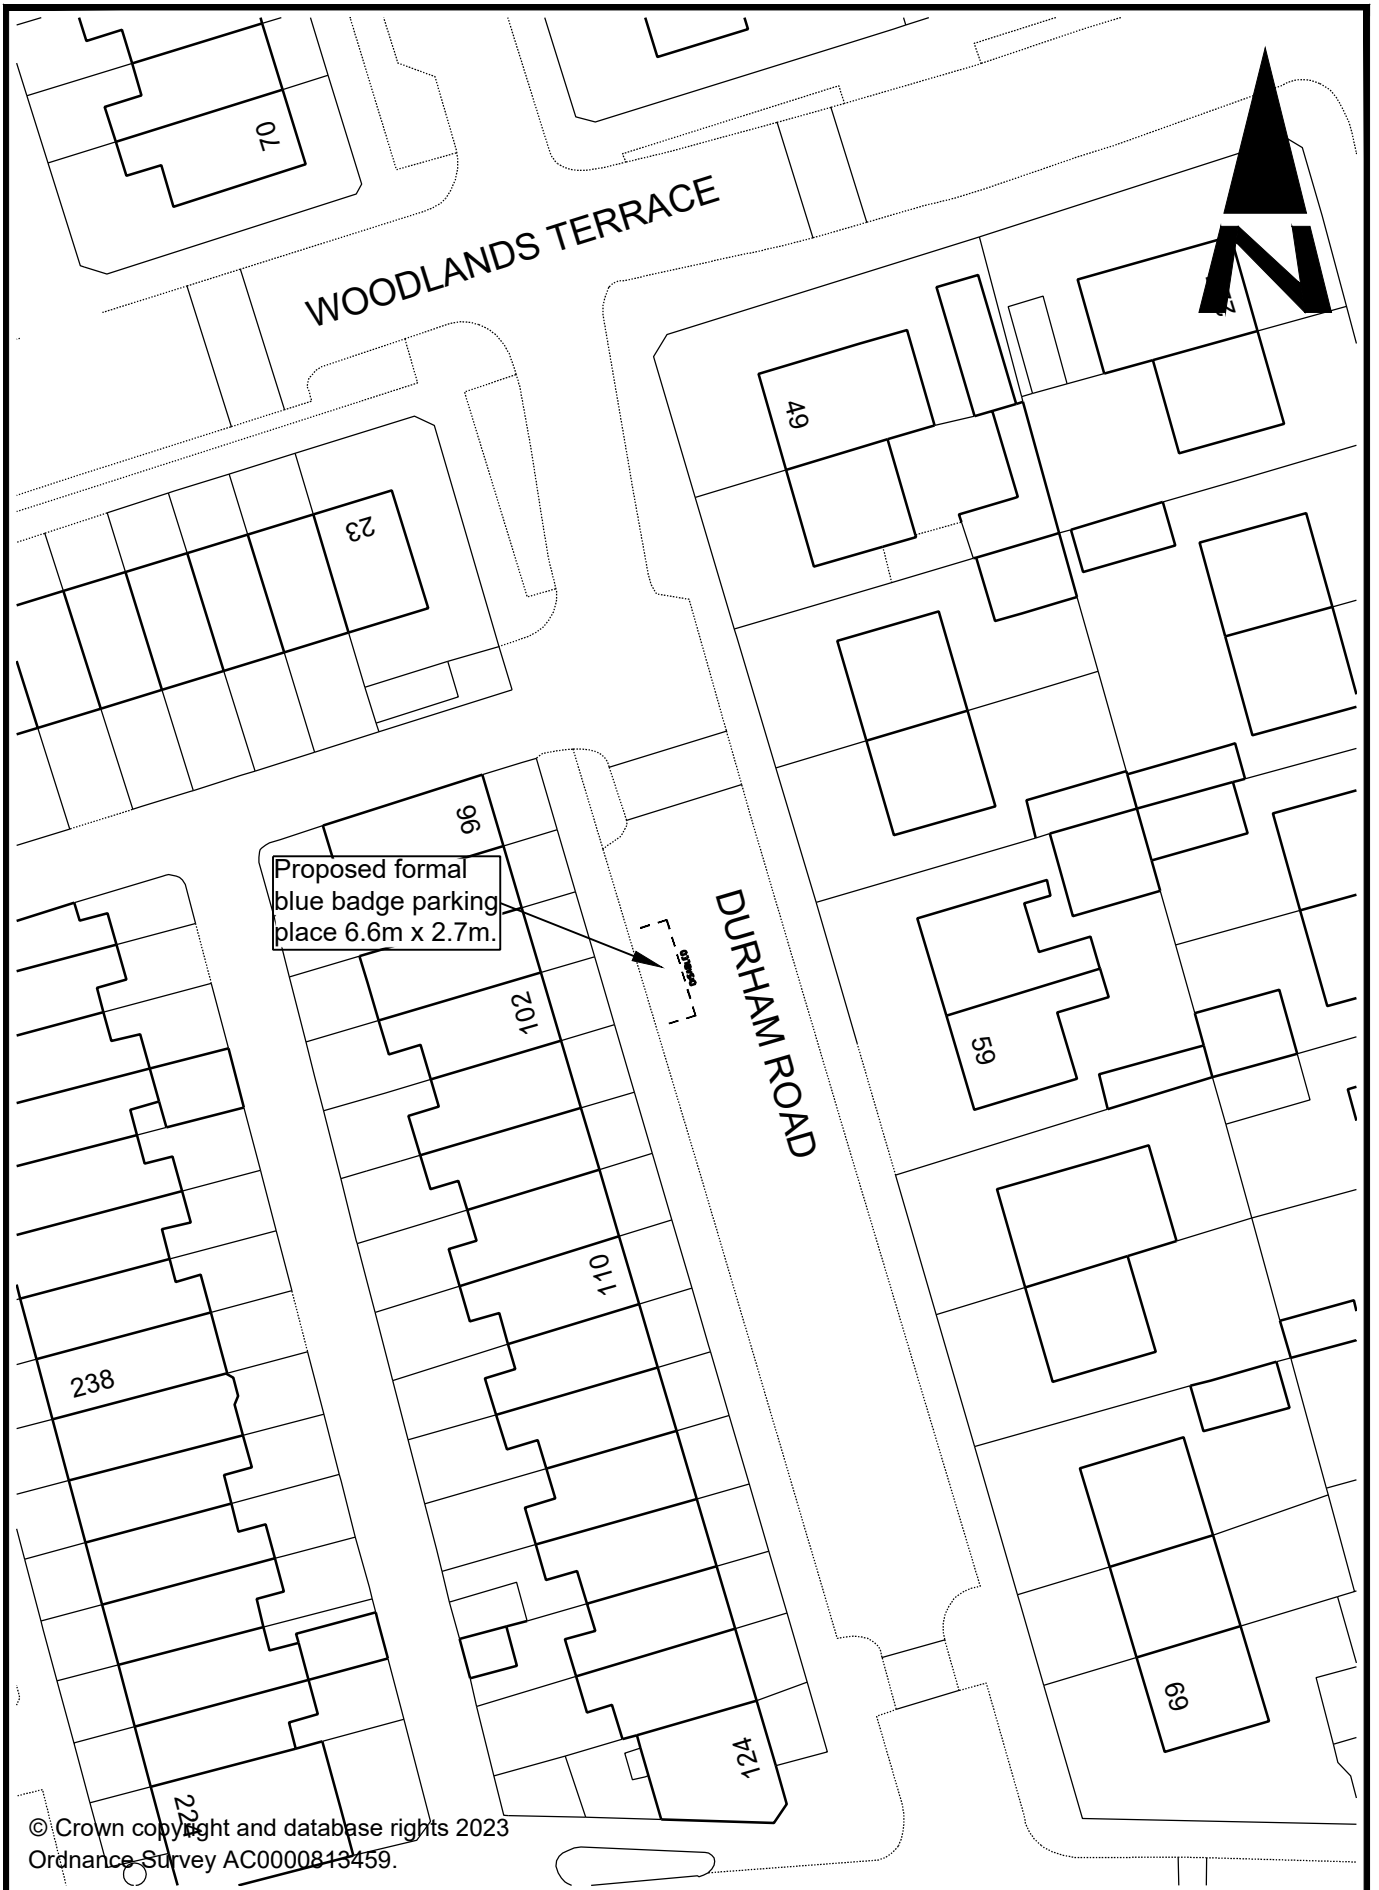 70
WOODLANDS TERRACE
N
49
23
96
Proposed formal
blue badge parking
place 6.6m x 2.7m.
DISABLED
DURHAM ROAD
102
59
110
238
69
124
224
© Crown copyright and database rights 2023
Ordnance Survey AC0000813459.